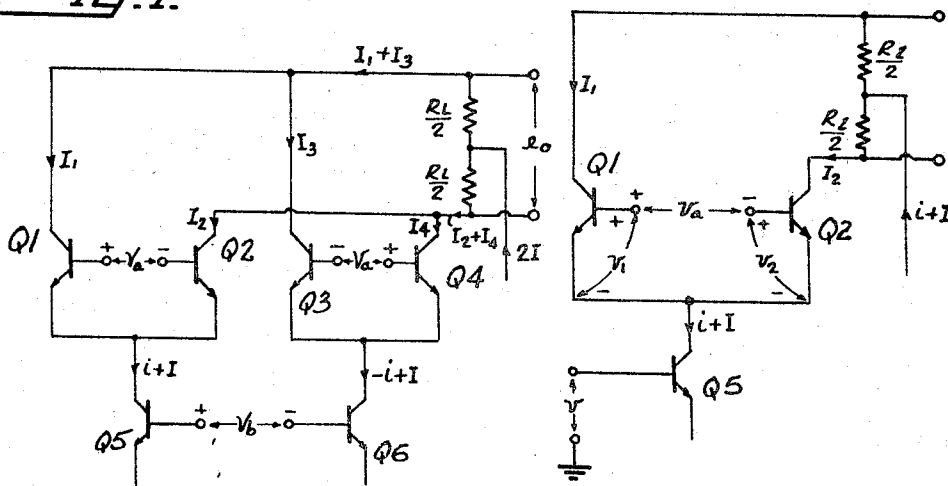 I₁+I₃
I₁
I₃
RL/2
RL/2
eo
I₂
I₄
I₂+I₄
2I
Q1
+ Va −
Q2
− Va +
Q3
Q4
i+I
−i+I
Q5
+ Vb −
Q6
I₁
Rl/2
Rl/2
I₂
i+I
Q1
+ va −
Q2
+ v₁ −
+ v₂ −
i+I
Q5
v